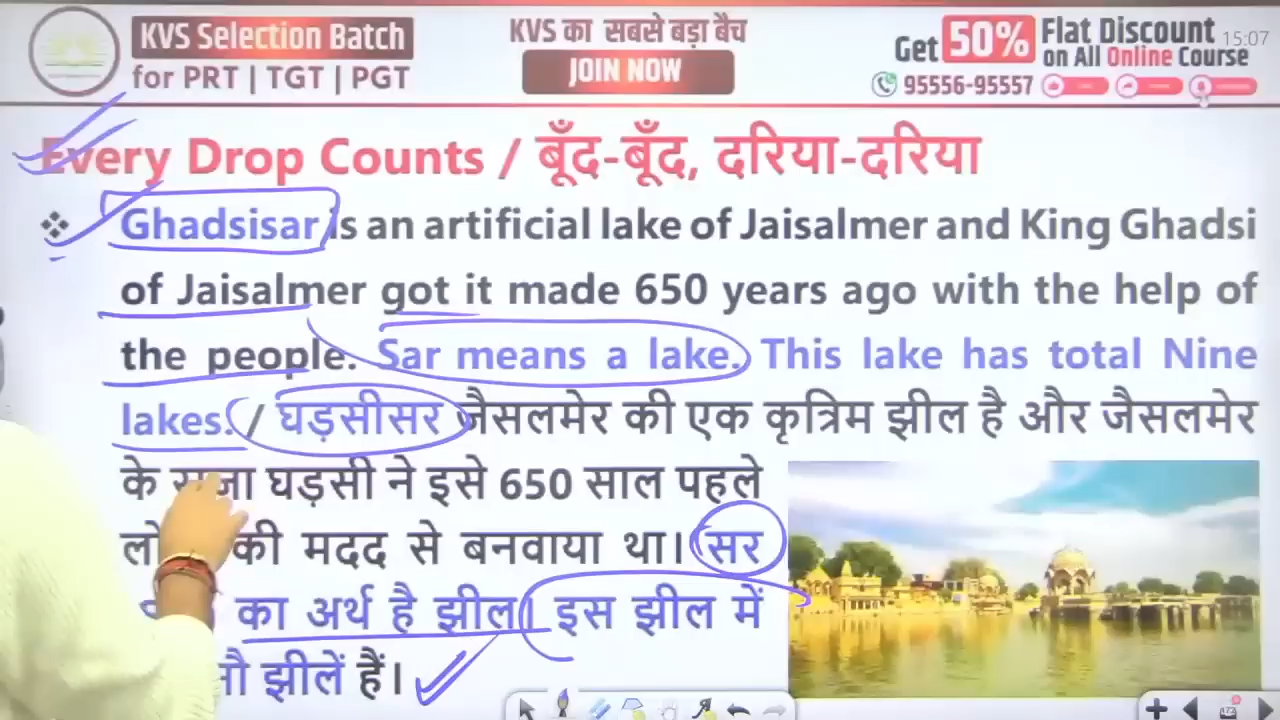 KVS Selection Batch
for PRT | TGT | PGT
KVS का सबसे बड़ा बैच
JOIN NOW
Get 50% Flat Discount
on All Online Course
15:07
95556-95557
Every Drop Counts / बूँद-बूँद, दरिया-दरिया
❖ Ghadsisar is an artificial lake of Jaisalmer and King Ghadsi
of Jaisalmer got it made 650 years ago with the help of
the people. Sar means a lake. This lake has total Nine
lakes. / घड़सीसर जैसलमेर की एक कृत्रिम झील है और जैसलमेर
के राजा घड़सी ने इसे 650 साल पहले
की मदद से बनवाया था। सर
का अर्थ है झील। इस झील में
झीलें हैं।